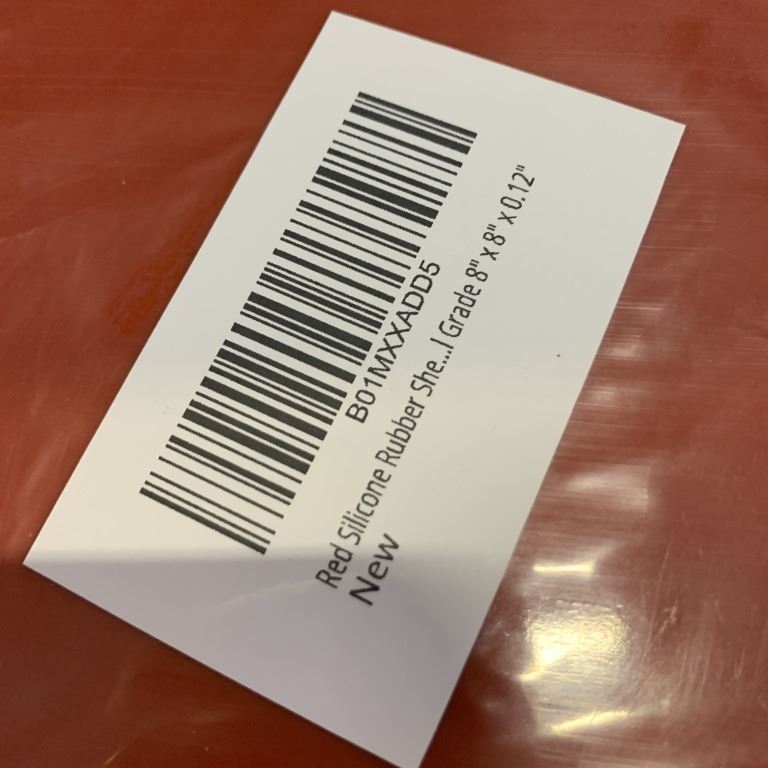 B01MXXADD5
Red Silicone Rubber She...l Grade 8" x 8" x 0.12"
New